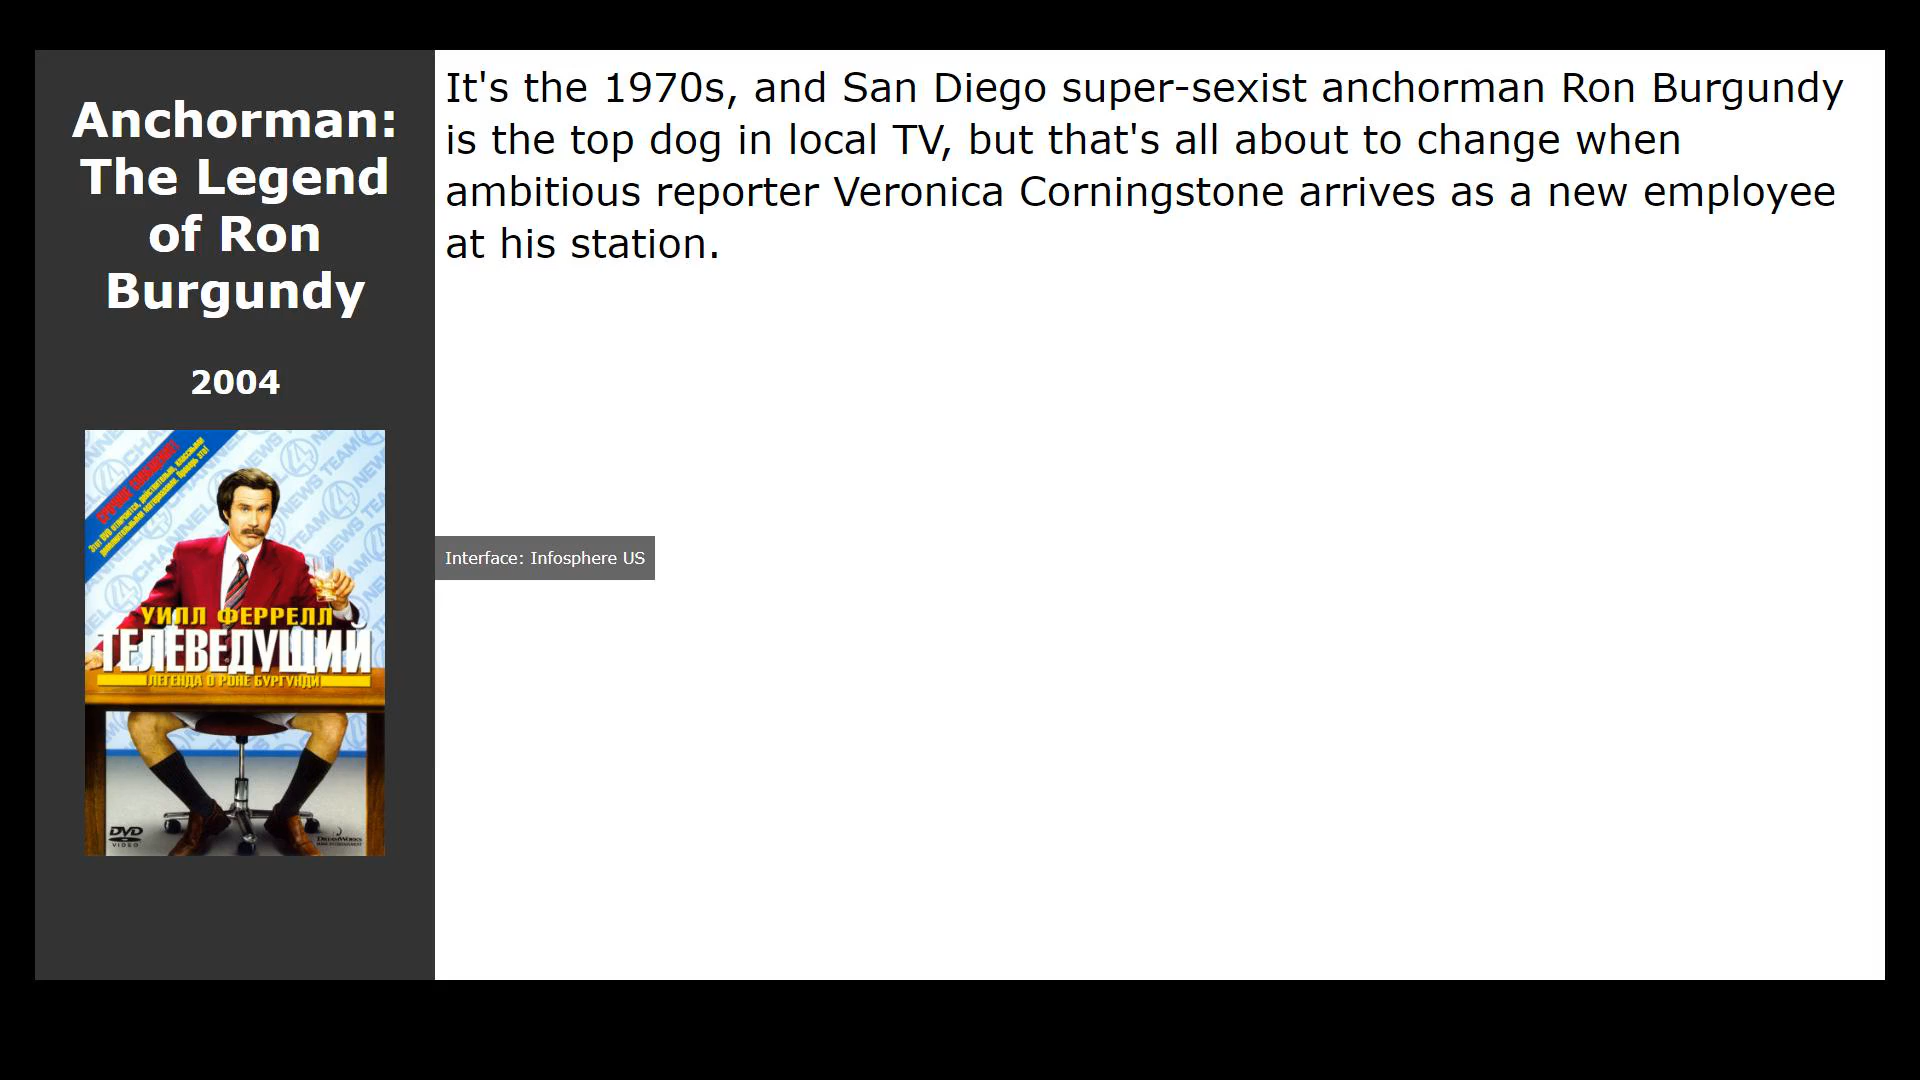 Anchorman:
The Legend
of Ron
Burgundy
2004
УИЛЛ ФЕРРЕЛЛ
ТЕЛЕВЕДУЩИЙ
ЛЕГЕНДА О РОНЕ БУРГУНДИ
DVD
VIDEO
DREAMWORKS
It's the 1970s, and San Diego super-sexist anchorman Ron Burgundy
is the top dog in local TV, but that's all about to change when
ambitious reporter Veronica Corningstone arrives as a new employee
at his station.
Interface: Infosphere US